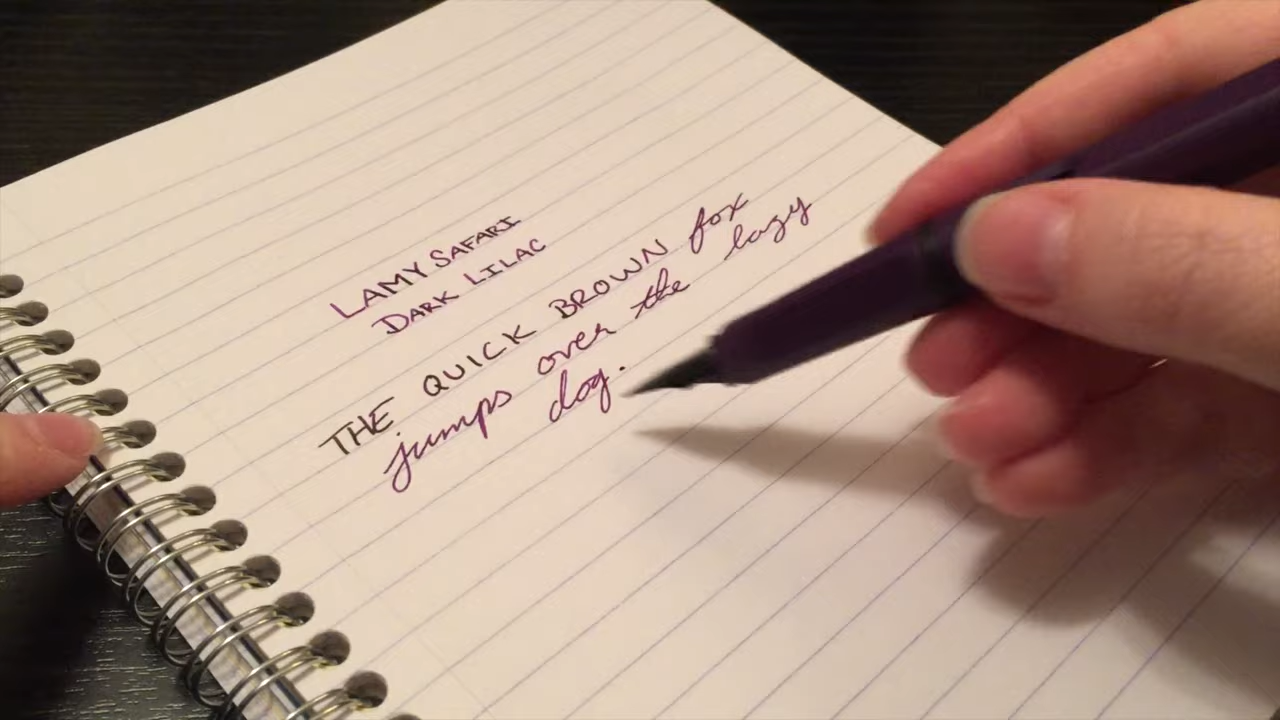 LAMY SAFARI
DARK LILAC
THE QUICK BROWN fox
jumps over the lazy
dog.